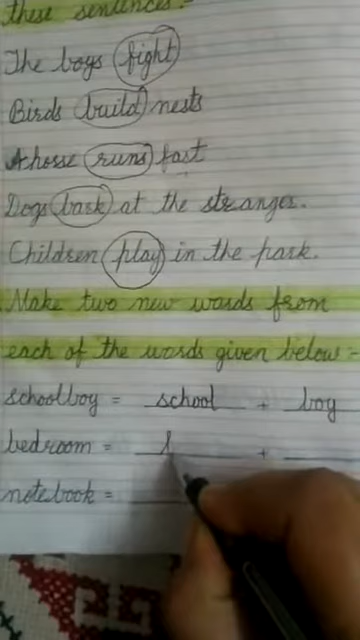 these sentences:
The boys fight
Birds build nests
A horse runs fast
Dogs bark at the stranger.
Children play in the park.
Make two new words from
each of the words given below:-
schoolboy = school + boy
bedroom = +
notebook =